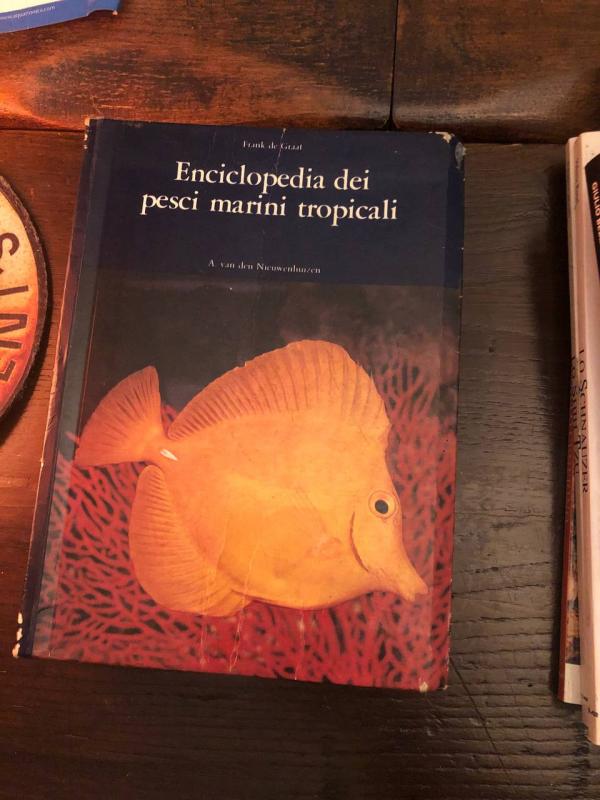 Frank de Graaf
Enciclopedia dei
pesci marini tropicali
A. van den Nieuwenhuizen
LO SCHNAUZER